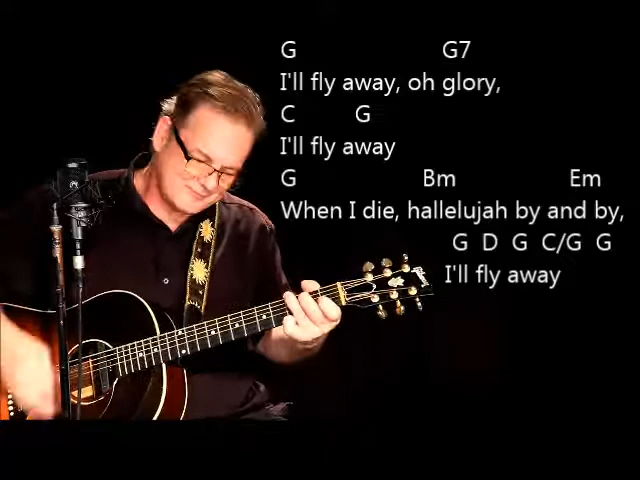 G G7
I'll fly away, oh glory,
C G
I'll fly away
G Bm Em
When I die, hallelujah by and by,
G D G C/G G
I'll fly away